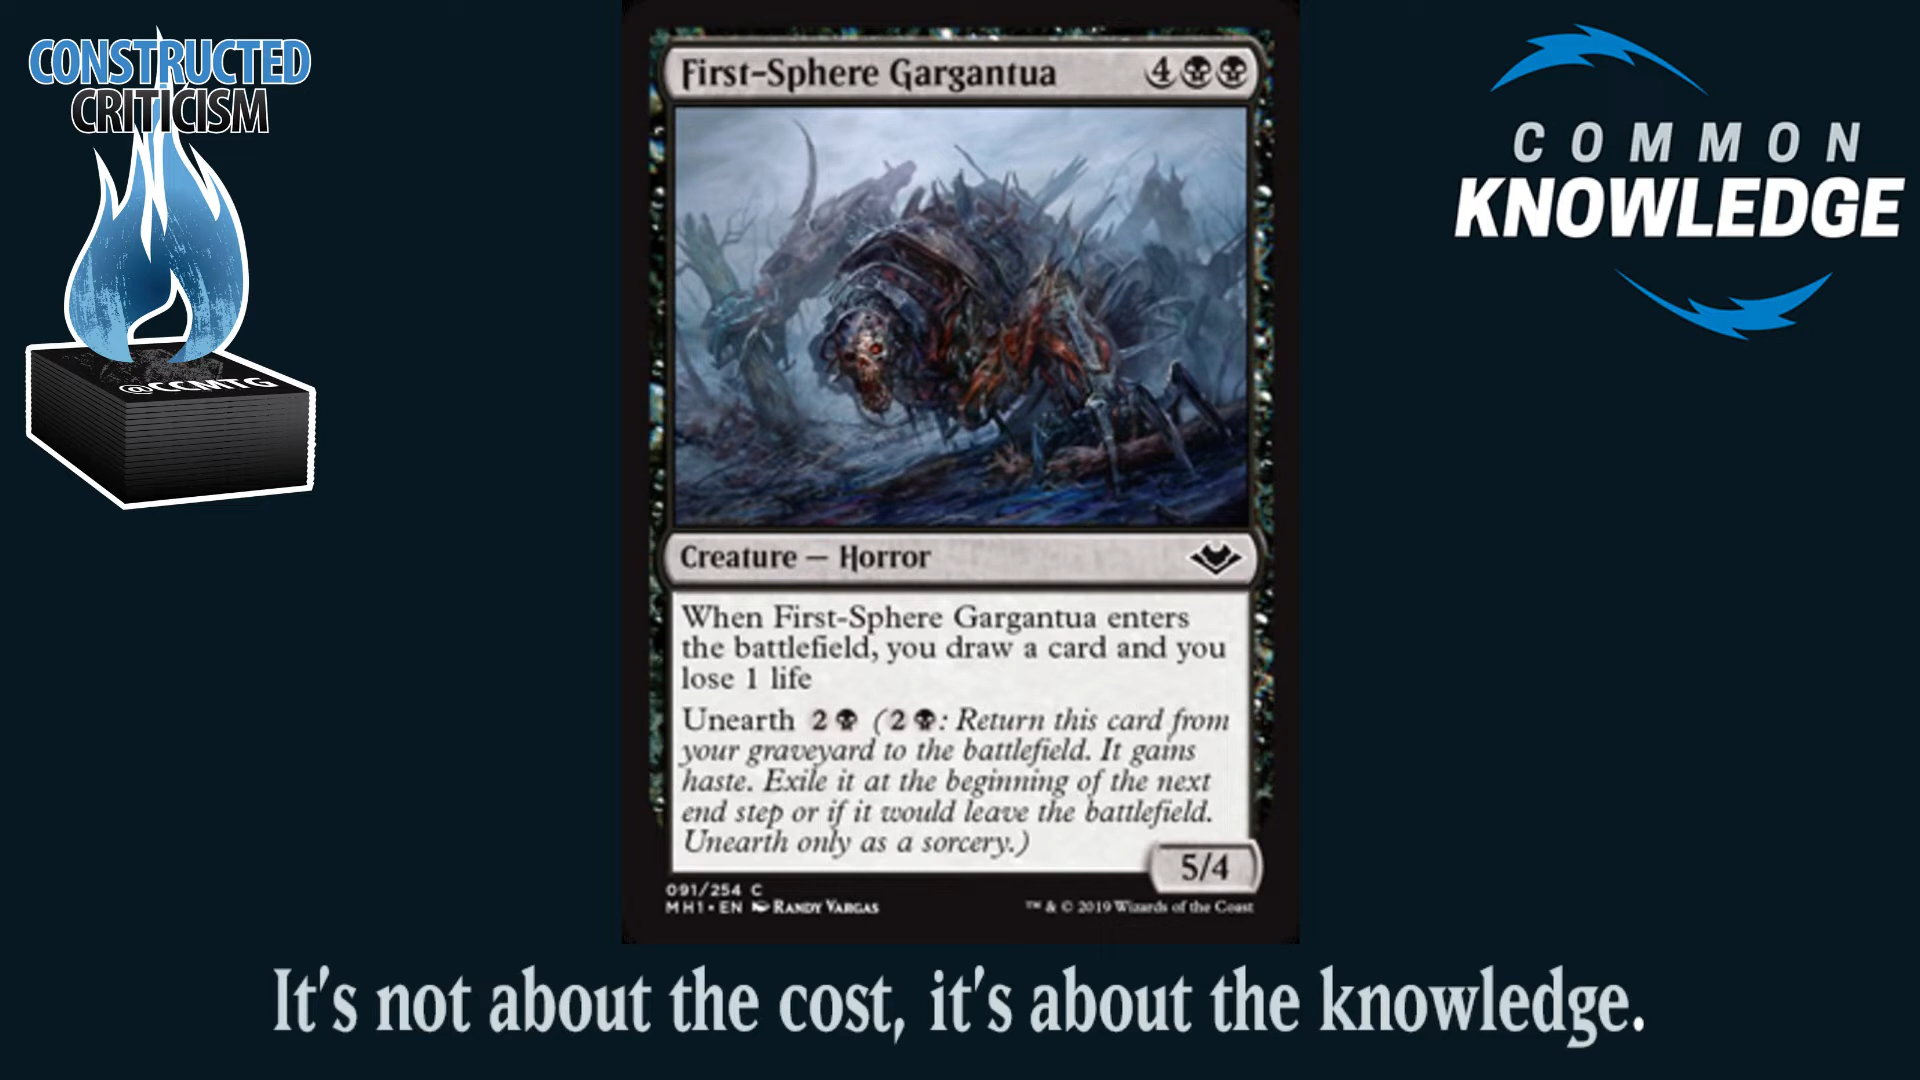 CONSTRUCTED
CRITICISM
@CCMTG
First-Sphere Gargantua 4
COMMON
KNOWLEDGE
Creature — Horror
When First-Sphere Gargantua enters
the battlefield, you draw a card and you
lose 1 life
Unearth 2 (2: Return this card from
your graveyard to the battlefield. It gains
haste. Exile it at the beginning of the next
end step or if it would leave the battlefield.
Unearth only as a sorcery.)
5/4
091/254 C
MH1 • EN RANDY VARGAS
™ & © 2019 Wizards of the Coast
It's not about the cost, it's about the knowledge.